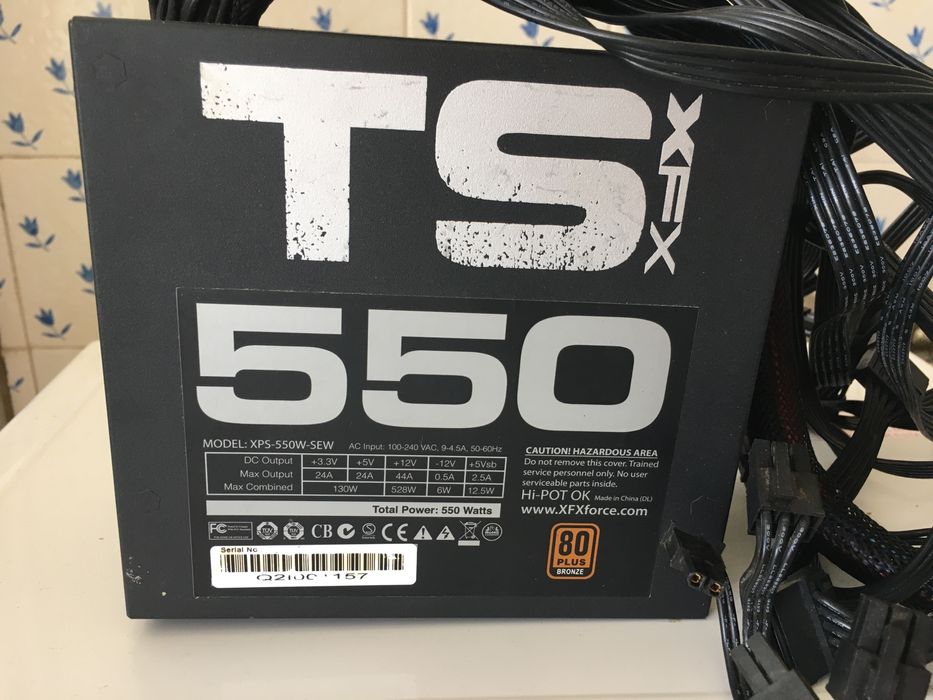 TS
XFX
550
MODEL: XPS-550W-SEW
AC Input: 100-240 VAC, 9-4.5A, 50-60Hz
DC Output +3.3V +5V +12V -12V +5Vsb
Max Output 24A 24A 44A 0.5A 2.5A
Max Combined 130W 528W 6W 12.5W
Total Power: 550 Watts
CAUTION! HAZARDOUS AREA
Do not remove this cover. Trained
service personnel only. No user
serviceable parts inside.
Hi-POT OK Made in China (DL)
www.XFXforce.com
FC
CB
S
CE
Serial No
80
PLUS
BRONZE